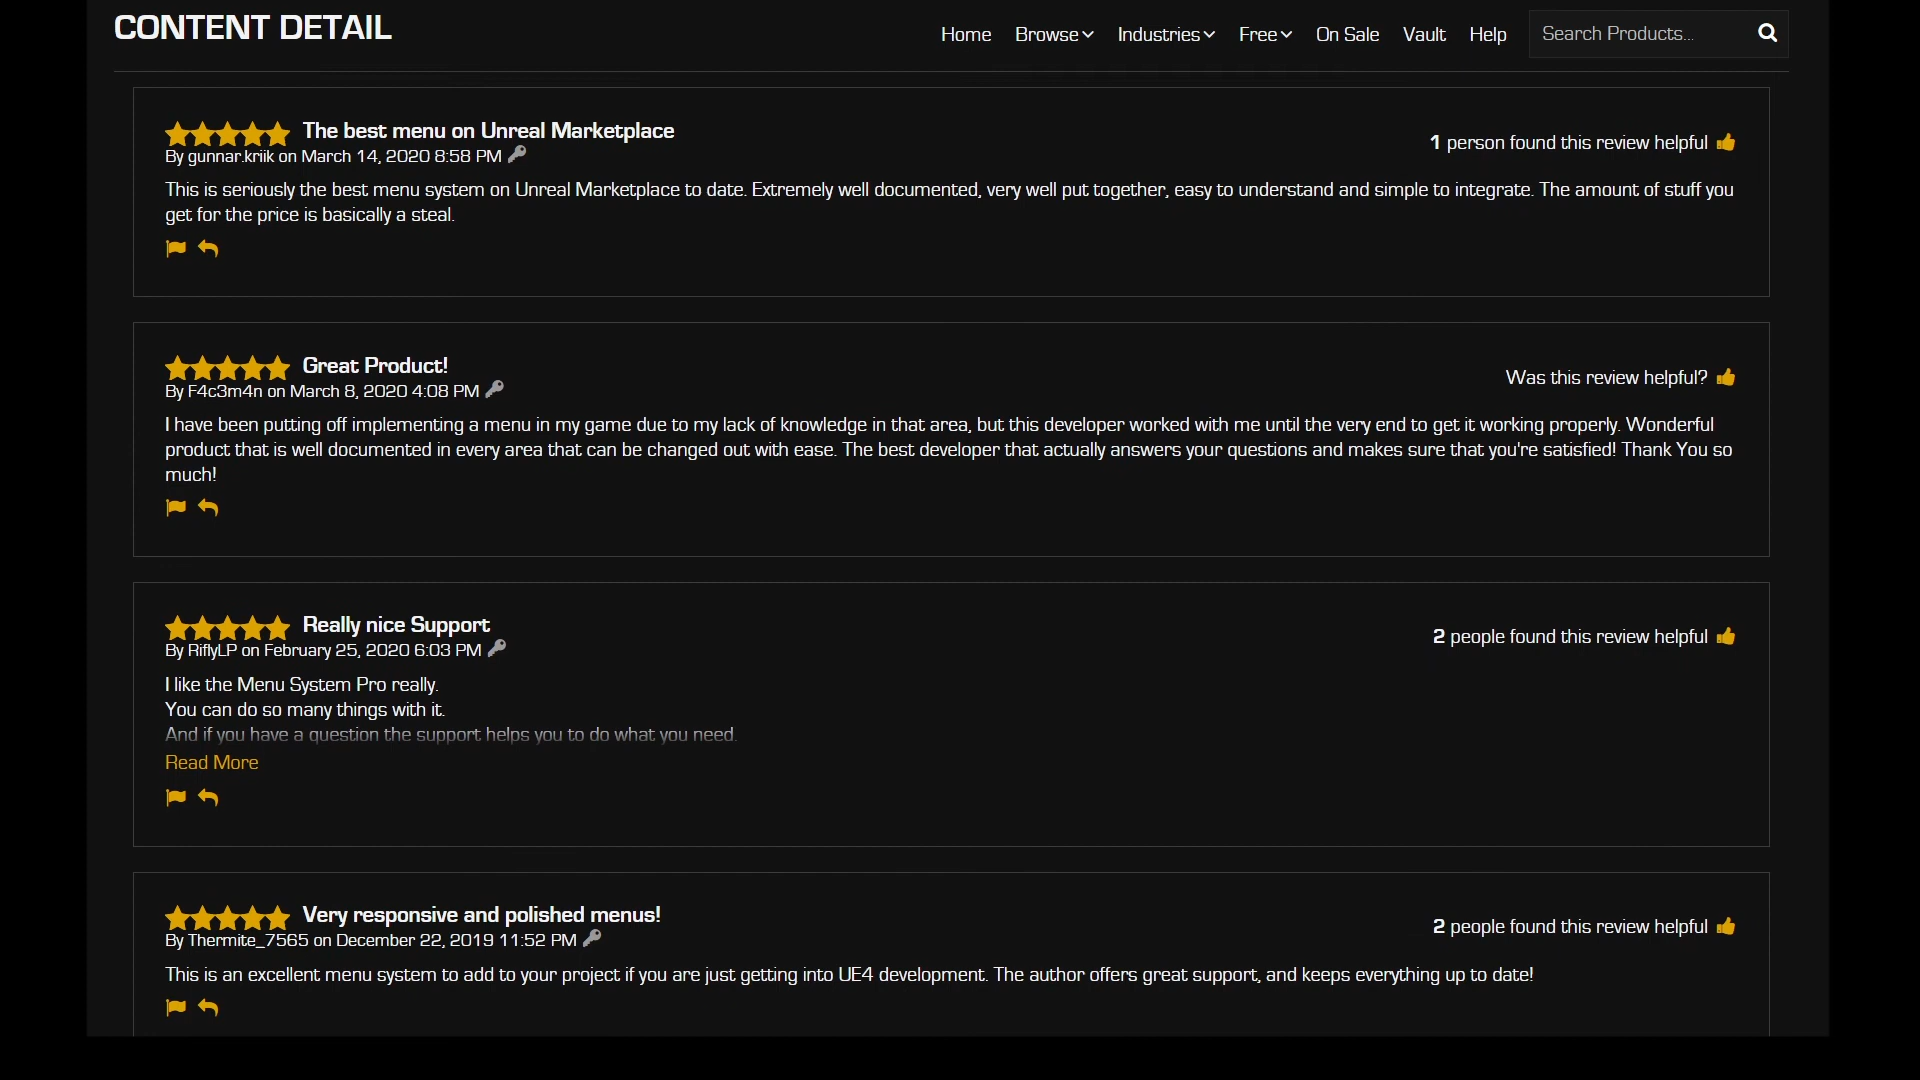 CONTENT DETAIL
Home Browse Industries Free On Sale Vault Help Search Products...
The best menu on Unreal Marketplace
By gunnar.kriik on March 14, 2020 8:58 PM
1 person found this review helpful
This is seriously the best menu system on Unreal Marketplace to date. Extremely well documented, very well put together, easy to understand and simple to integrate. The amount of stuff you
get for the price is basically a steal.
Great Product!
By F4c3m4n on March 8, 2020 4:08 PM
Was this review helpful?
I have been putting off implementing a menu in my game due to my lack of knowledge in that area, but this developer worked with me until the very end to get it working properly. Wonderful
product that is well documented in every area that can be changed out with ease. The best developer that actually answers your questions and makes sure that you're satisfied! Thank You so
much!
Really nice Support
By RiflyLP on February 25, 2020 6:03 PM
2 people found this review helpful
I like the Menu System Pro really.
You can do so many things with it.
And if you have a question the support helps you to do what you need.
Read More
Very responsive and polished menus!
By Thermite_7565 on December 22, 2019 11:52 PM
2 people found this review helpful
This is an excellent menu system to add to your project if you are just getting into UE4 development. The author offers great support, and keeps everything up to date!